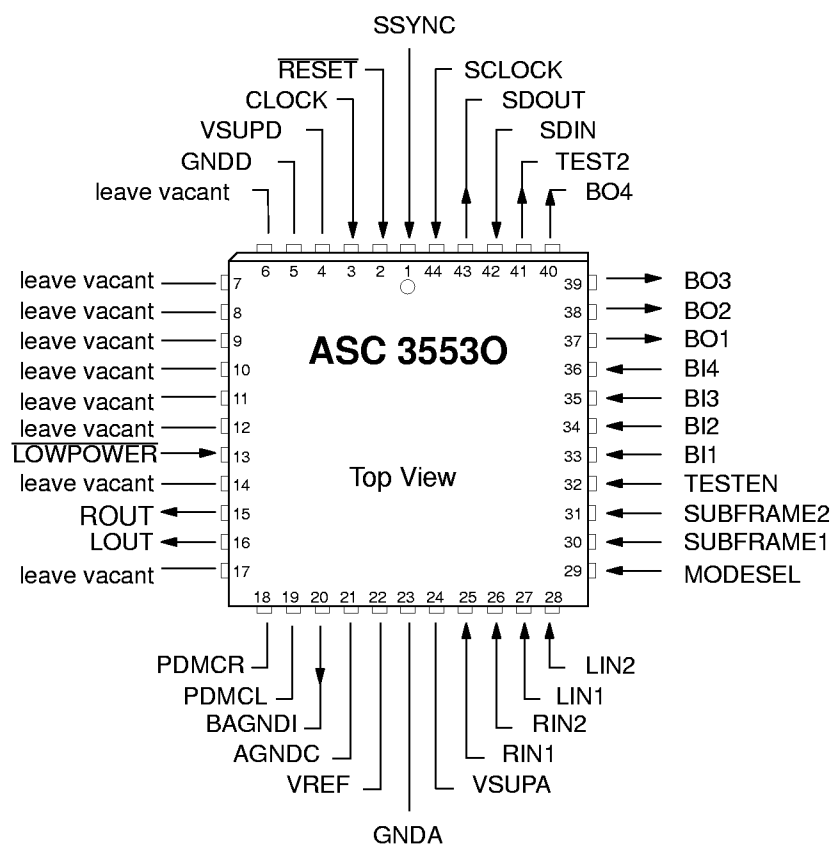 SSYNC
RESET SCLOCK
CLOCK SDOUT
VSUPD SDIN
GNDD TEST2
leave vacant BO4
6 5 4 3 2 1 44 43 42 41 40
leave vacant 7 39 BO3
leave vacant 8 38 BO2
leave vacant 9 37 BO1
ASC 3553O
leave vacant 10 36 BI4
leave vacant 11 35 BI3
leave vacant 12 34 BI2
LOWPOWER 13 33 BI1
Top View
leave vacant 14 32 TESTEN
ROUT 15 31 SUBFRAME2
LOUT 16 30 SUBFRAME1
leave vacant 17 29 MODESEL
18 19 20 21 22 23 24 25 26 27 28
PDMCR LIN2
PDMCL LIN1
BAGNDI RIN2
AGNDC RIN1
VREF VSUPA
GNDA